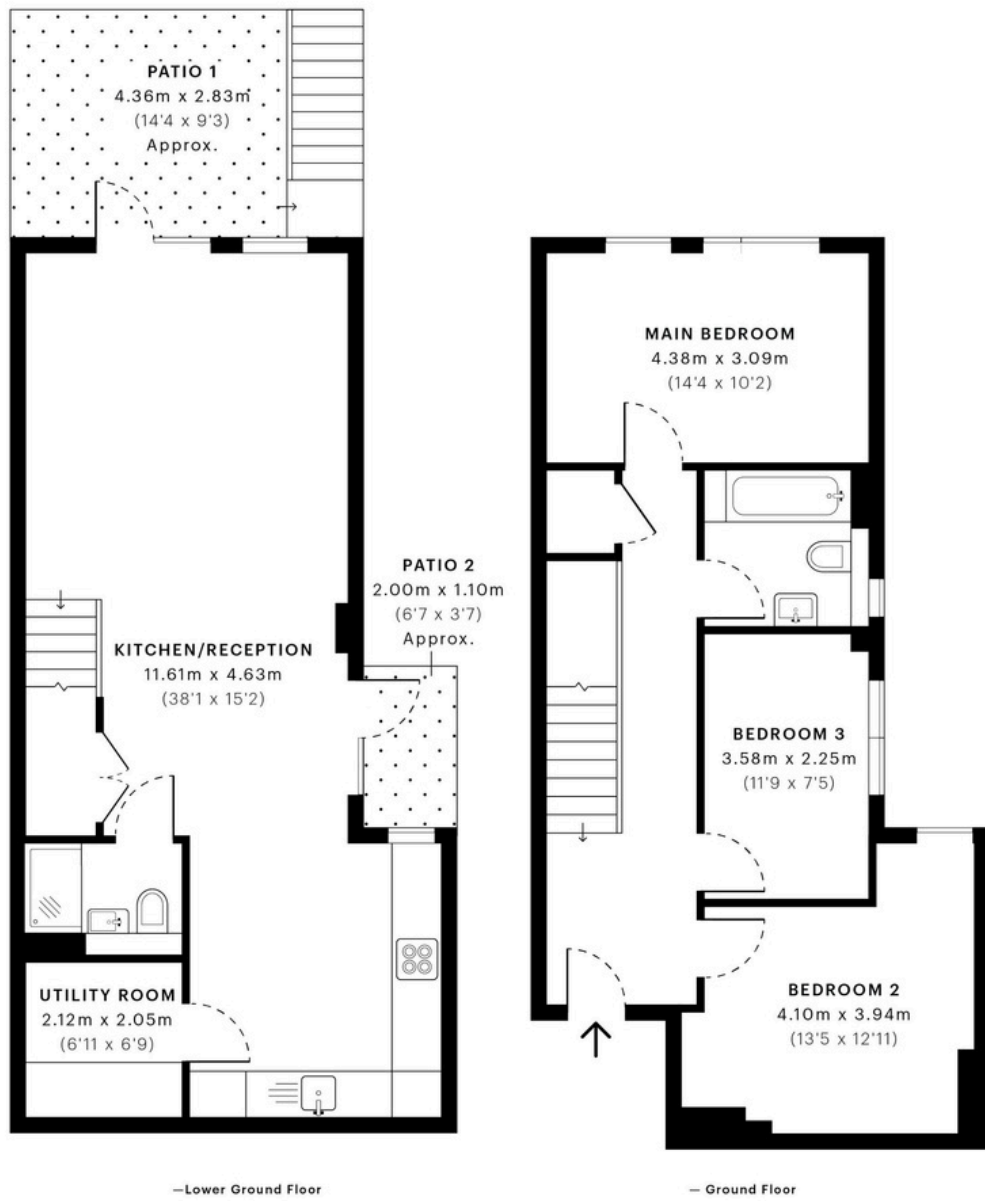 PATIO 1
4.36m x 2.83m
(14'4 x 9'3)
Approx.
PATIO 2
2.00m x 1.10m
(6'7 x 3'7)
Approx.
KITCHEN/RECEPTION
11.61m x 4.63m
(38'1 x 15'2)
UTILITY ROOM
2.12m x 2.05m
(6'11 x 6'9)
—Lower Ground Floor
MAIN BEDROOM
4.38m x 3.09m
(14'4 x 10'2)
BEDROOM 3
3.58m x 2.25m
(11'9 x 7'5)
BEDROOM 2
4.10m x 3.94m
(13'5 x 12'11)
— Ground Floor